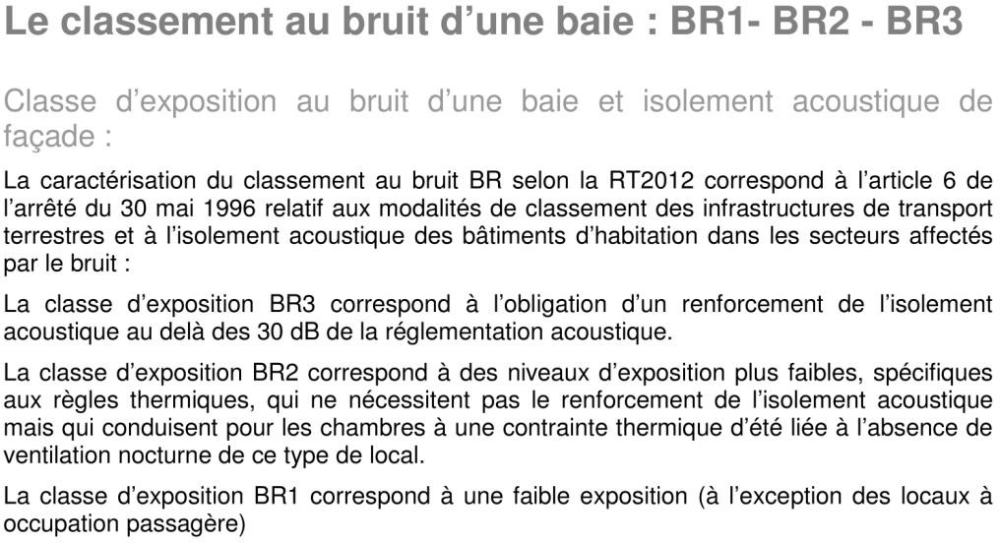 Le classement au bruit d’une baie : BR1- BR2 - BR3
Classe d’exposition au bruit d’une baie et isolement acoustique de
façade :
La caractérisation du classement au bruit BR selon la RT2012 correspond à l’article 6 de
l’arrêté du 30 mai 1996 relatif aux modalités de classement des infrastructures de transport
terrestres et à l’isolement acoustique des bâtiments d’habitation dans les secteurs affectés
par le bruit :
La classe d’exposition BR3 correspond à l’obligation d’un renforcement de l’isolement
acoustique au delà des 30 dB de la réglementation acoustique.
La classe d’exposition BR2 correspond à des niveaux d’exposition plus faibles, spécifiques
aux règles thermiques, qui ne nécessitent pas le renforcement de l’isolement acoustique
mais qui conduisent pour les chambres à une contrainte thermique d’été liée à l’absence de
ventilation nocturne de ce type de local.
La classe d’exposition BR1 correspond à une faible exposition (à l’exception des locaux à
occupation passagère)